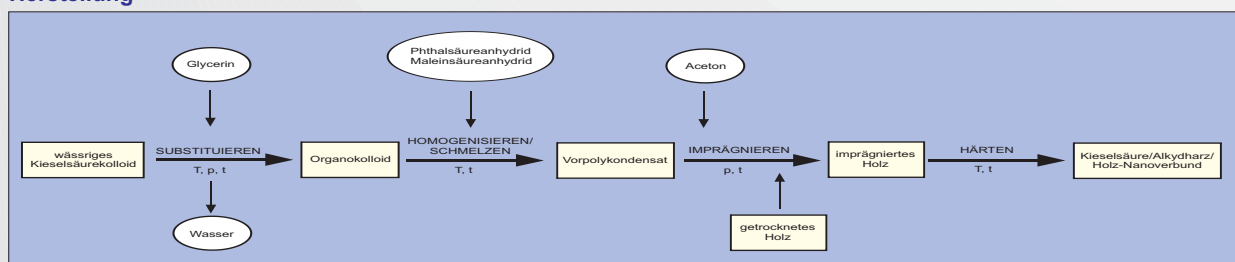 Herstellung
Glycerin
Phthalsäureanhydrid
Maleinsäureanhydrid
Aceton
wässriges
Kieselsäurekolloid
SUBSTITUIEREN
T, p, t
Organokolloid
HOMOGENISIEREN/
SCHMELZEN
T, t
Vorpolykondensat
IMPRÄGNIEREN
p, t
imprägniertes
Holz
HÄRTEN
T, t
Kieselsäure/Alkydharz/
Holz-Nanoverbund
Wasser
getrocknetes
Holz